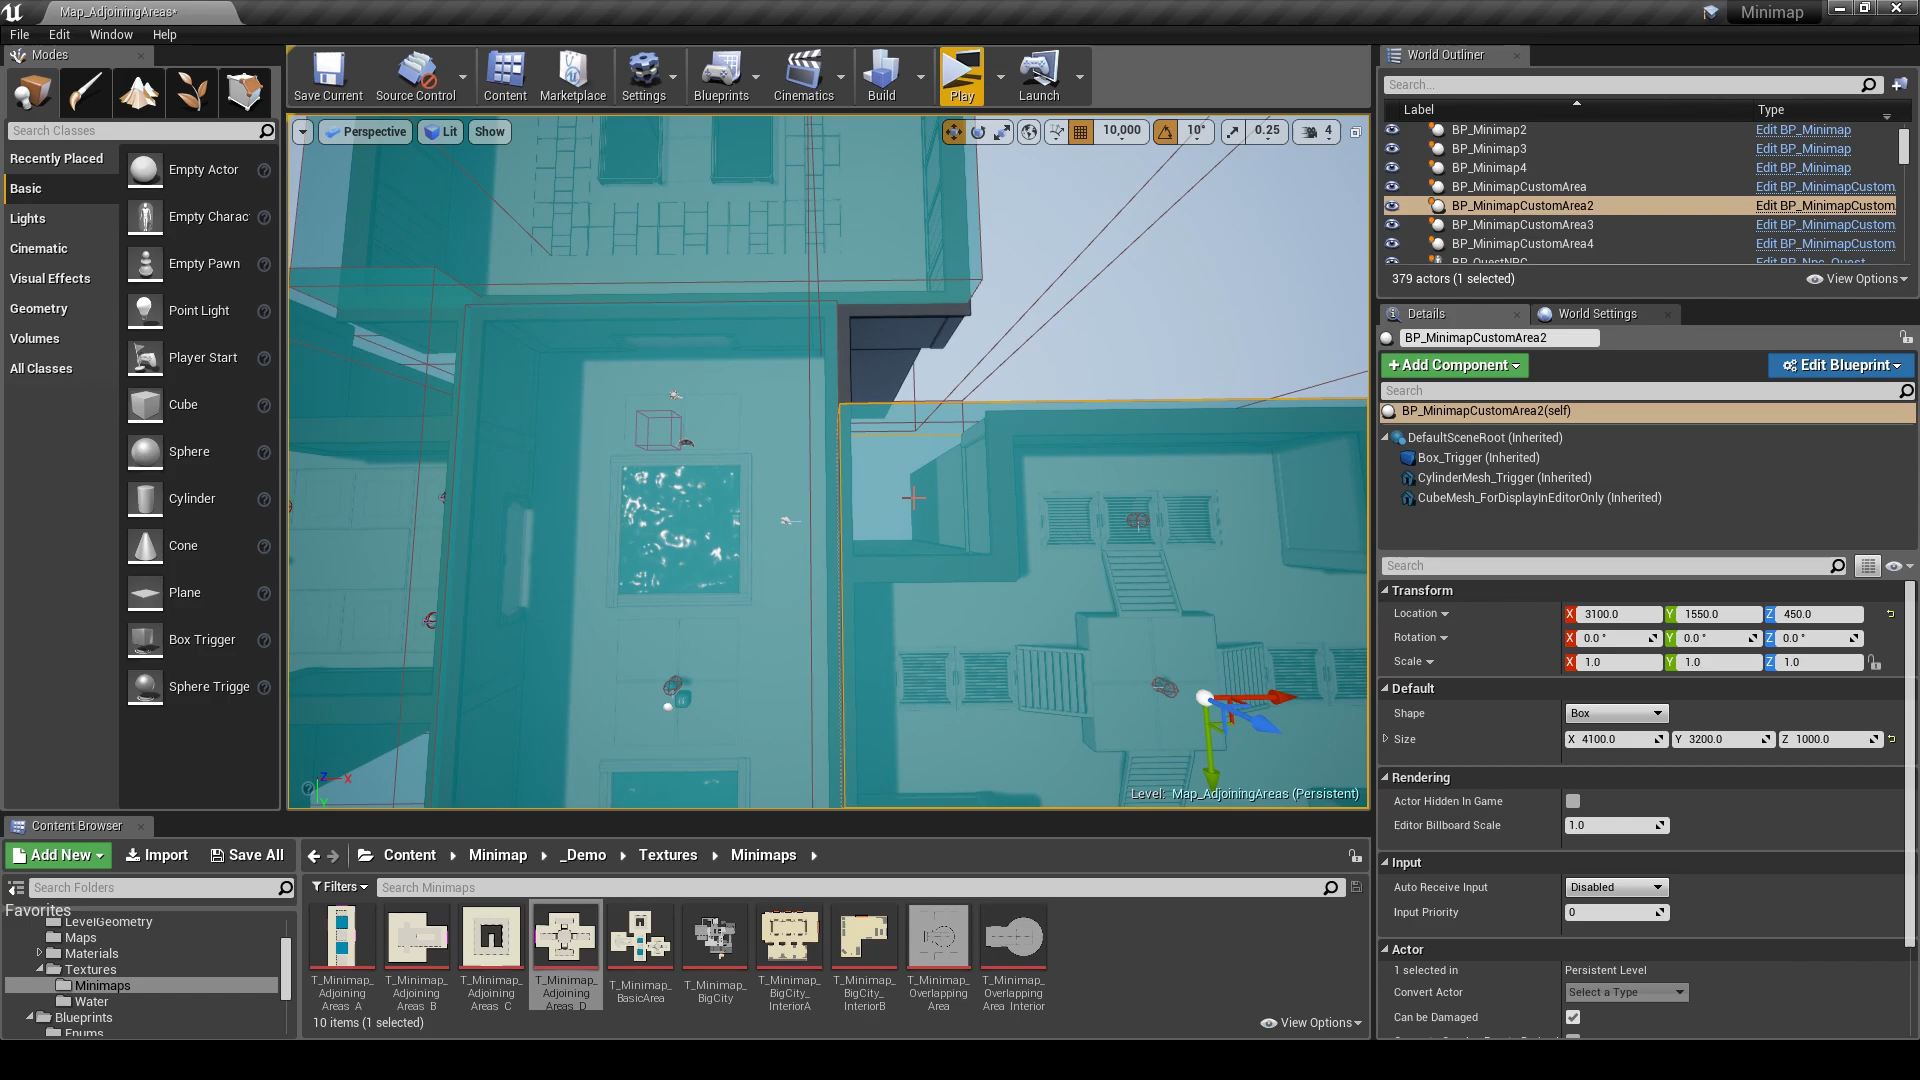 Map_AdjoiningAreas*
Minimap
File Edit Window Help
Modes
Search Classes
Recently Placed
Basic
Lights
Cinematic
Visual Effects
Geometry
Volumes
All Classes
Empty Actor
Empty Charac
Empty Pawn
Point Light
Player Start
Cube
Sphere
Cylinder
Cone
Plane
Box Trigger
Sphere Trigge
Save Current Source Control Content Marketplace Settings Blueprints Cinematics Build Play Launch
Perspective Lit Show
10,000 10° 0.25 4
Z X
Y
Level: Map_AdjoiningAreas (Persistent)
World Outliner
Search...
Label Type
BP_Minimap2 Edit BP_Minimap
BP_Minimap3 Edit BP_Minimap
BP_Minimap4 Edit BP_Minimap
BP_MinimapCustomArea Edit BP_MinimapCustom
BP_MinimapCustomArea2 Edit BP_MinimapCustom
BP_MinimapCustomArea3 Edit BP_MinimapCustom
BP_MinimapCustomArea4 Edit BP_MinimapCustom
BP_QuestNPC Edit BP_Npc_Quest
379 actors (1 selected) View Options
Details World Settings
BP_MinimapCustomArea2
+ Add Component Edit Blueprint
Search
BP_MinimapCustomArea2(self)
DefaultSceneRoot (Inherited)
Box_Trigger (Inherited)
CylinderMesh_Trigger (Inherited)
CubeMesh_ForDisplayInEditorOnly (Inherited)
Search
Transform
Location X 3100.0 Y 1550.0 Z 450.0
Rotation X 0.0 ° Y 0.0 ° Z 0.0 °
Scale X 1.0 Y 1.0 Z 1.0
Default
Shape Box
Size X 4100.0 Y 3200.0 Z 1000.0
Rendering
Actor Hidden In Game
Editor Billboard Scale 1.0
Input
Auto Receive Input Disabled
Input Priority 0
Actor
1 selected in Persistent Level
Convert Actor Select a Type
Can be Damaged
Content Browser
Add New Import Save All
Content Minimap _Demo Textures Minimaps
Search Folders
Filters Search Minimaps
Favorites
LevelGeometry
Maps
Materials
Textures
Minimaps
Water
Blueprints
Enums
T_Minimap_ Adjoining Areas_A
T_Minimap_ Adjoining Areas_B
T_Minimap_ Adjoining Areas_C
T_Minimap_ Adjoining Areas_D
T_Minimap_ BasicArea
T_Minimap_ BigCity
T_Minimap_ BigCity_ InteriorA
T_Minimap_ BigCity_ InteriorB
T_Minimap_ Overlapping Area
T_Minimap_ Overlapping Area_Interior
10 items (1 selected) View Options